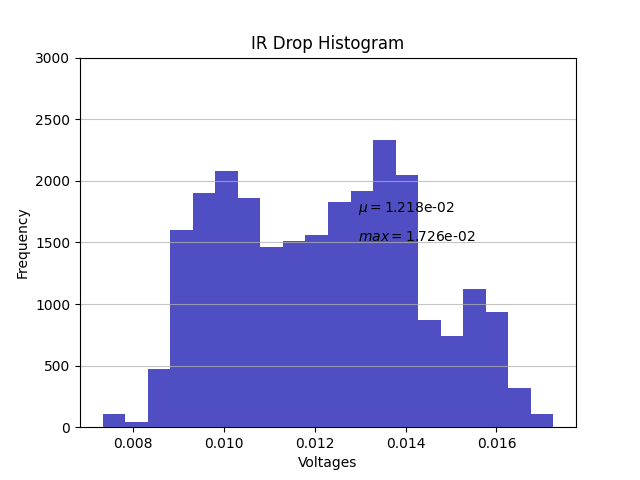 IR Drop Histogram
3000
2500
2000
1500
1000
500
0
μ = 1.218e-02
max = 1.726e-02
Frequency
0.008 0.010 0.012 0.014 0.016
Voltages